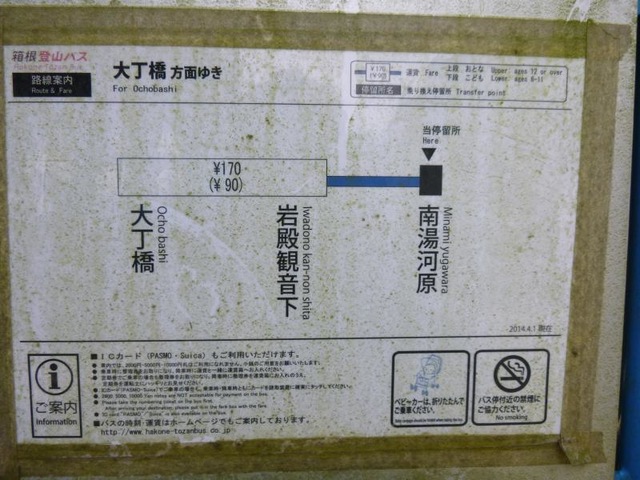 箱根登山バス
Hakone Tozan Bus
路線案内
Route & Fare
大丁橋 方面ゆき
For Ochobashi
¥170
(¥ 90)
運賃 Fare
上段 おとな Upper: ages 12 or over
下段 こども Lower: ages 6-11
停留所名
乗り換え停留所 Transfer point
当停留所
Here
¥170
(¥ 90)
大丁橋
Ocho bashi
岩殿観音下
Iwadono kan-non shita
南湯河原
Minami yugawara
2014.4.1 現在
i
ご案内
information
■ICカード (PASMO・Suica) もご利用いただけます。
■バスの時刻・運賃はホームページでもご案内しております。
http://www.hakone-tozanbus.co.jp
ベビーカーは、折りたたんで
ご乗車ください。
バス停付近の禁煙に
ご協力ください。
No smoking